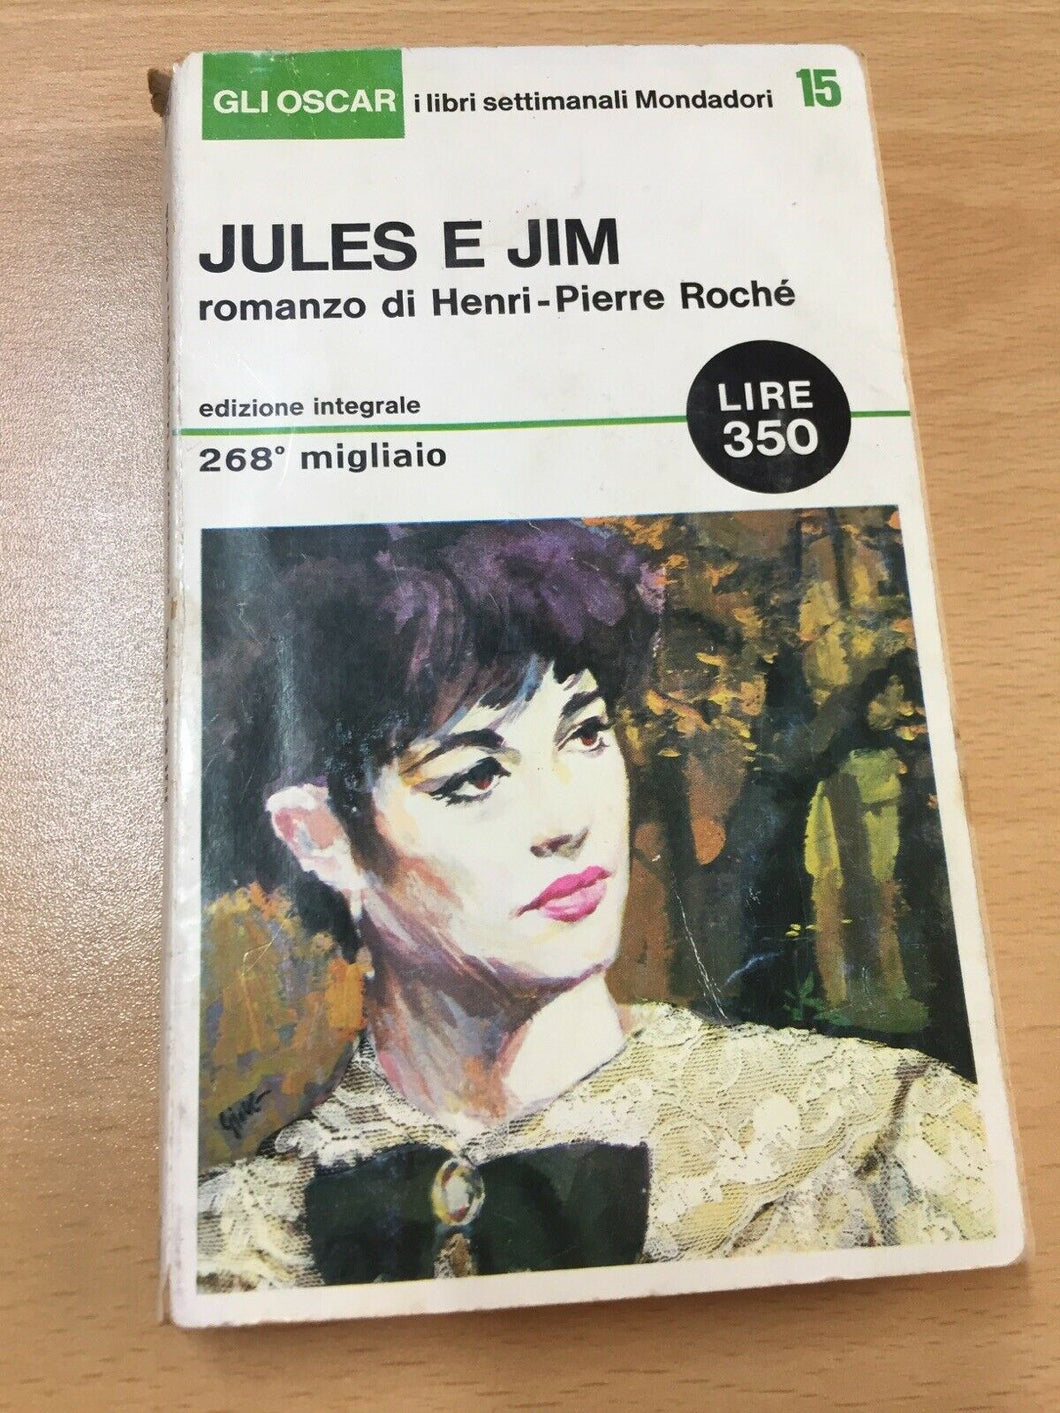 GLI OSCAR i libri settimanali Mondadori 15
JULES E JIM
romanzo di Henri-Pierre Roché
edizione integrale
268° migliaio
LIRE
350